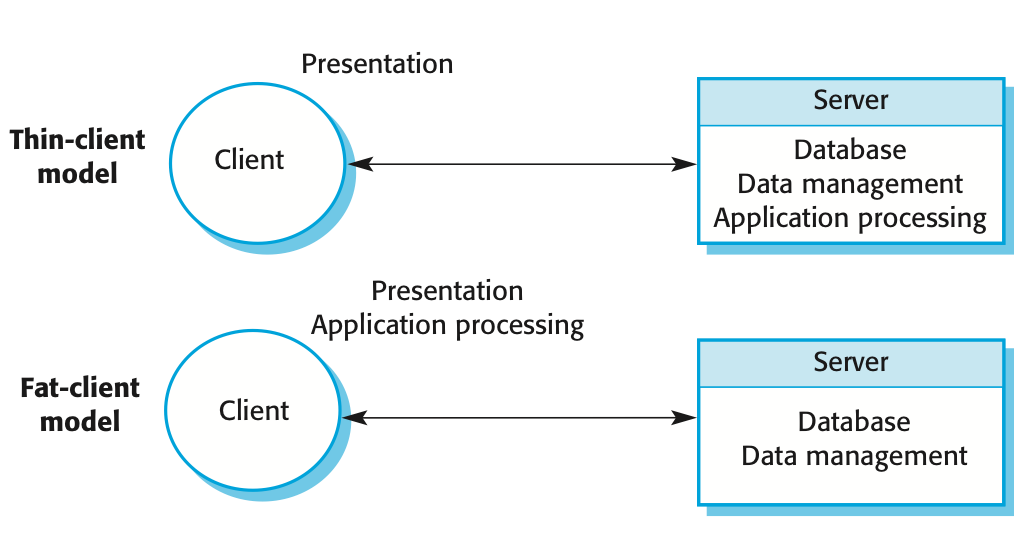 Presentation
Thin-client
model
Client
Server
Database
Data management
Application processing
Presentation
Application processing
Fat-client
model
Client
Server
Database
Data management